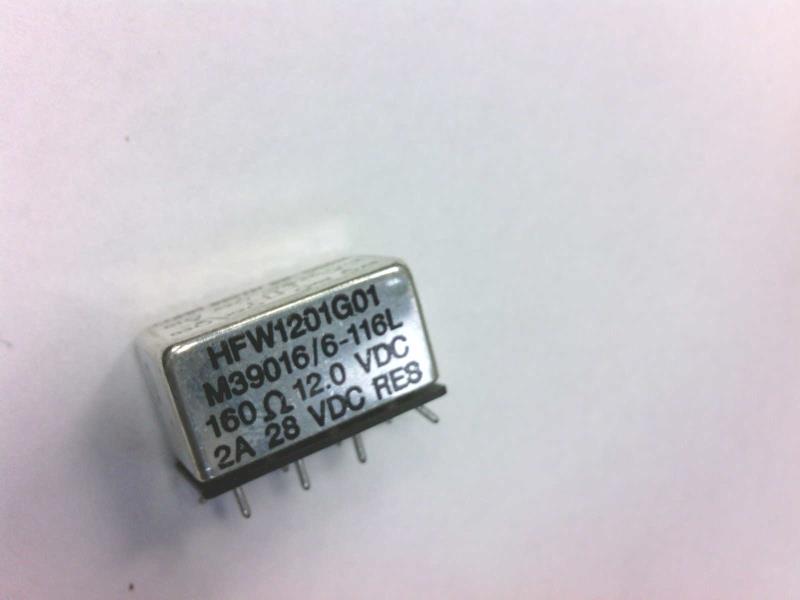 HFW1201G01
M39016/6-116L
160 Ω 12.0 VDC
2A 28 VDC RES